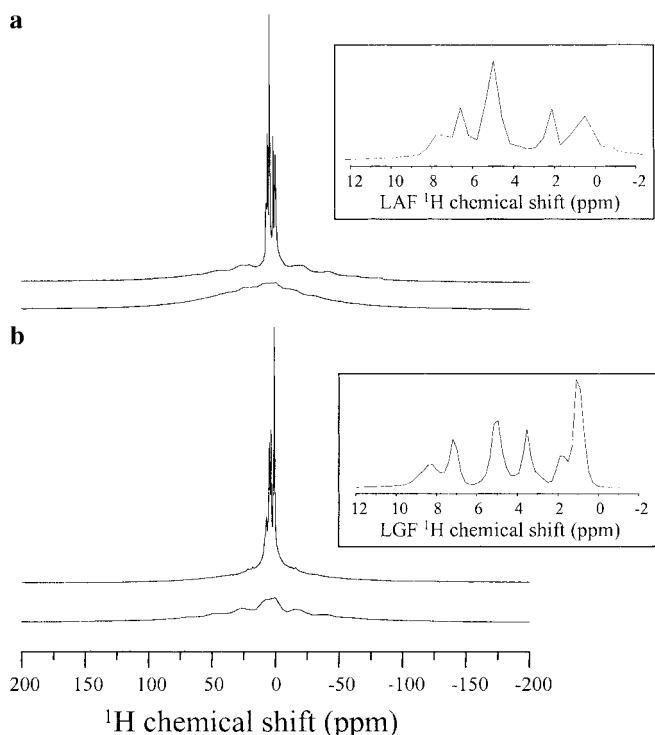 a
12 10 8 6 4 2 0 -2
LAF ¹H chemical shift (ppm)
b
12 10 8 6 4 2 0 -2
LGF ¹H chemical shift (ppm)
200 150 100 50 0 -50 -100 -150 -200
¹H chemical shift (ppm)